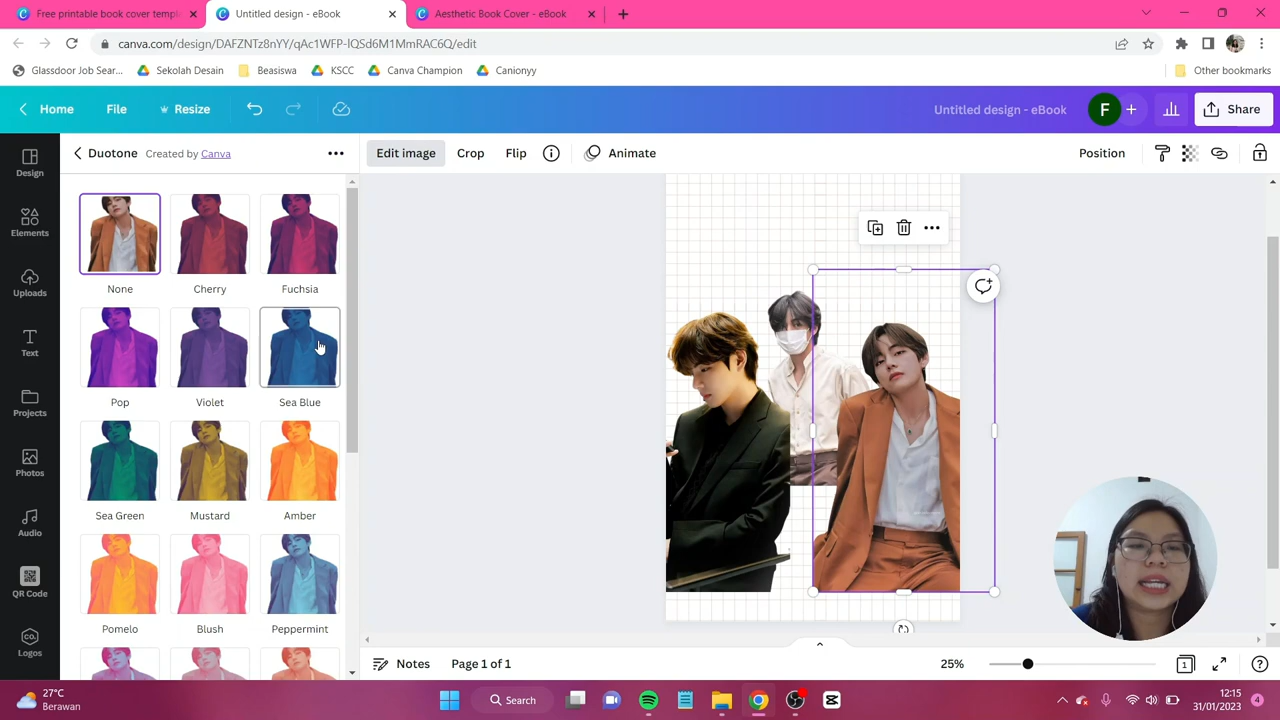 Free printable book cover templ
Untitled design - eBook
Aesthetic Book Cover - eBook
canva.com/design/DAFZNTz8nYY/qAc1WFP-lQSd6M1MmRAC6Q/edit
Glassdoor Job Sear...
Sekolah Desain
Beasiswa
KSCC
Canva Champion
Canionyy
Other bookmarks
Home
File
Resize
Untitled design - eBook
F
Share
Design
Elements
Uploads
Text
Projects
Photos
Audio
QR Code
Logos
Duotone
Created by Canva
Edit image
Crop
Flip
Animate
Position
None
Cherry
Fuchsia
Pop
Violet
Sea Blue
Sea Green
Mustard
Amber
Pomelo
Blush
Peppermint
Notes
Page 1 of 1
25%
1
27°C
Berawan
Search
12:15
31/01/2023
4